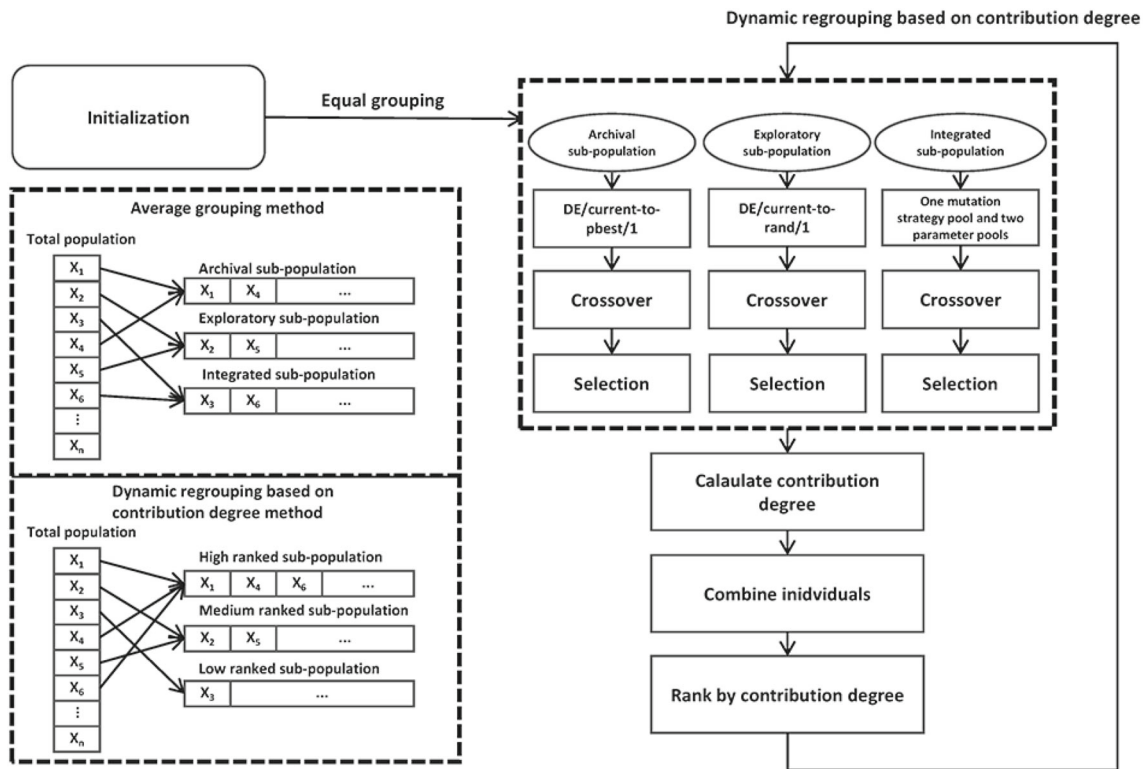 Dynamic regrouping based on contribution degree
Initialization
Equal grouping
Archival
sub-population
Exploratory
sub-population
Integrated
sub-population
DE/current-to-
pbest/1
DE/current-to-
rand/1
One mutation
strategy pool and two
parameter pools
Crossover
Crossover
Crossover
Selection
Selection
Selection
Calaulate contribution
degree
Combine inidviduals
Rank by contribution degree
Average grouping method
Total population
X1
X2
X3
X4
X5
X6
⋮
Xn
Archival sub-population
X1 X4 ...
Exploratory sub-population
X2 X5 ...
Integrated sub-population
X3 X6 ...
Dynamic regrouping based on
contribution degree method
Total population
X1
X2
X3
X4
X5
X6
⋮
Xn
High ranked sub-population
X1 X4 X6 ...
Medium ranked sub-population
X2 X5 ...
Low ranked sub-population
X3 ...